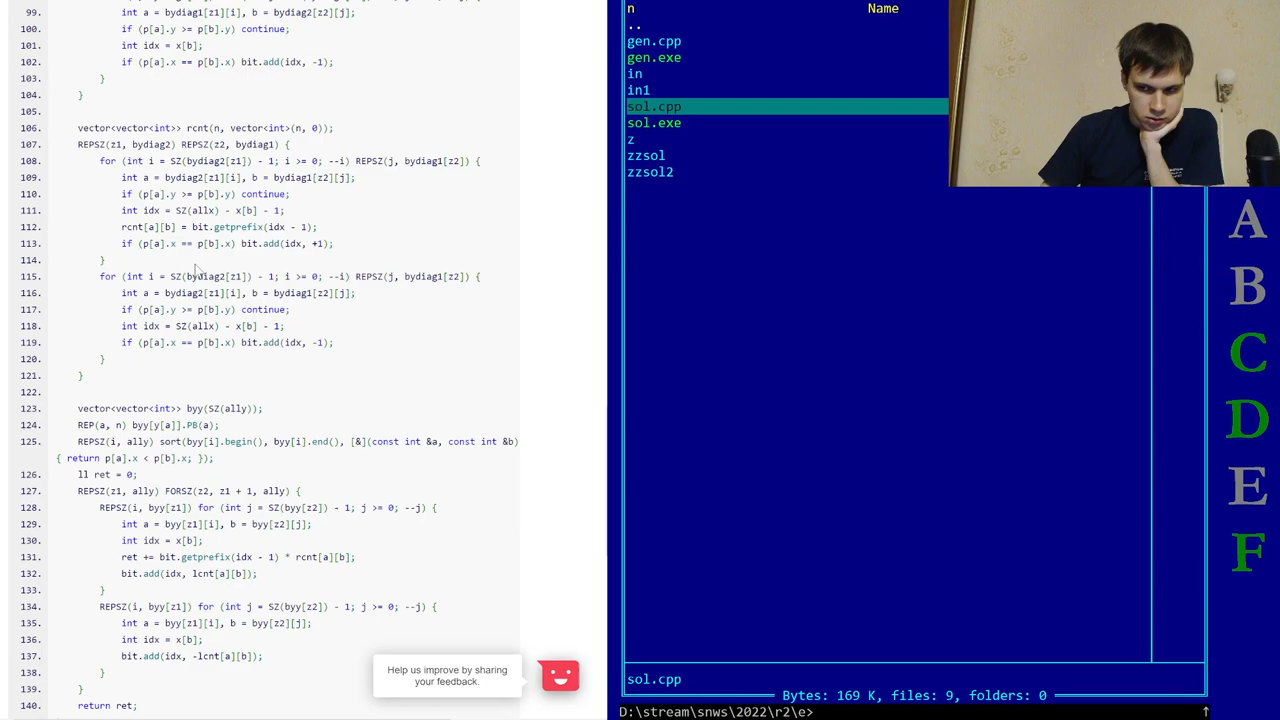 99. int a = bydiag1[z1][i], b = bydiag2[z2][j];
100. if (p[a].y >= p[b].y) continue;
101. int idx = x[b];
102. if (p[a].x == p[b].x) bit.add(idx, -1);
103. }
104. }
105.
106. vector<vector<int>> rcnt(n, vector<int>(n, 0));
107. REPSZ(z1, bydiag2) REPSZ(z2, bydiag1) {
108. for (int i = SZ(bydiag2[z1]) - 1; i >= 0; --i) REPSZ(j, bydiag1[z2]) {
109. int a = bydiag2[z1][i], b = bydiag1[z2][j];
110. if (p[a].y >= p[b].y) continue;
111. int idx = SZ(allx) - x[b] - 1;
112. rcnt[a][b] = bit.getprefix(idx - 1);
113. if (p[a].x == p[b].x) bit.add(idx, +1);
114. }
115. for (int i = SZ(bydiag2[z1]) - 1; i >= 0; --i) REPSZ(j, bydiag1[z2]) {
116. int a = bydiag2[z1][i], b = bydiag1[z2][j];
117. if (p[a].y >= p[b].y) continue;
118. int idx = SZ(allx) - x[b] - 1;
119. if (p[a].x == p[b].x) bit.add(idx, -1);
120. }
121. }
122.
123. vector<vector<int>> byy(SZ(ally));
124. REP(a, n) byy[y[a]].PB(a);
125. REPSZ(i, ally) sort(byy[i].begin(), byy[i].end(), [&](const int &a, const int &b)
{ return p[a].x < p[b].x; });
126. ll ret = 0;
127. REPSZ(z1, ally) FORSZ(z2, z1 + 1, ally) {
128. REPSZ(i, byy[z1]) for (int j = SZ(byy[z2]) - 1; j >= 0; --j) {
129. int a = byy[z1][i], b = byy[z2][j];
130. int idx = x[b];
131. ret += bit.getprefix(idx - 1) * rcnt[a][b];
132. bit.add(idx, lcnt[a][b]);
133. }
134. REPSZ(i, byy[z1]) for (int j = SZ(byy[z2]) - 1; j >= 0; --j) {
135. int a = byy[z1][i], b = byy[z2][j];
136. int idx = x[b];
137. bit.add(idx, -lcnt[a][b]);
138. }
139. }
140. return ret;
Help us improve by sharing
your feedback.
n Name
..
gen.cpp
gen.exe
in
in1
sol.cpp
sol.exe
z
zzsol
zzsol2
sol.cpp
Bytes: 169 K, files: 9, folders: 0
D:\stream\snws\2022\r2\e>
A
B
C
D
E
F